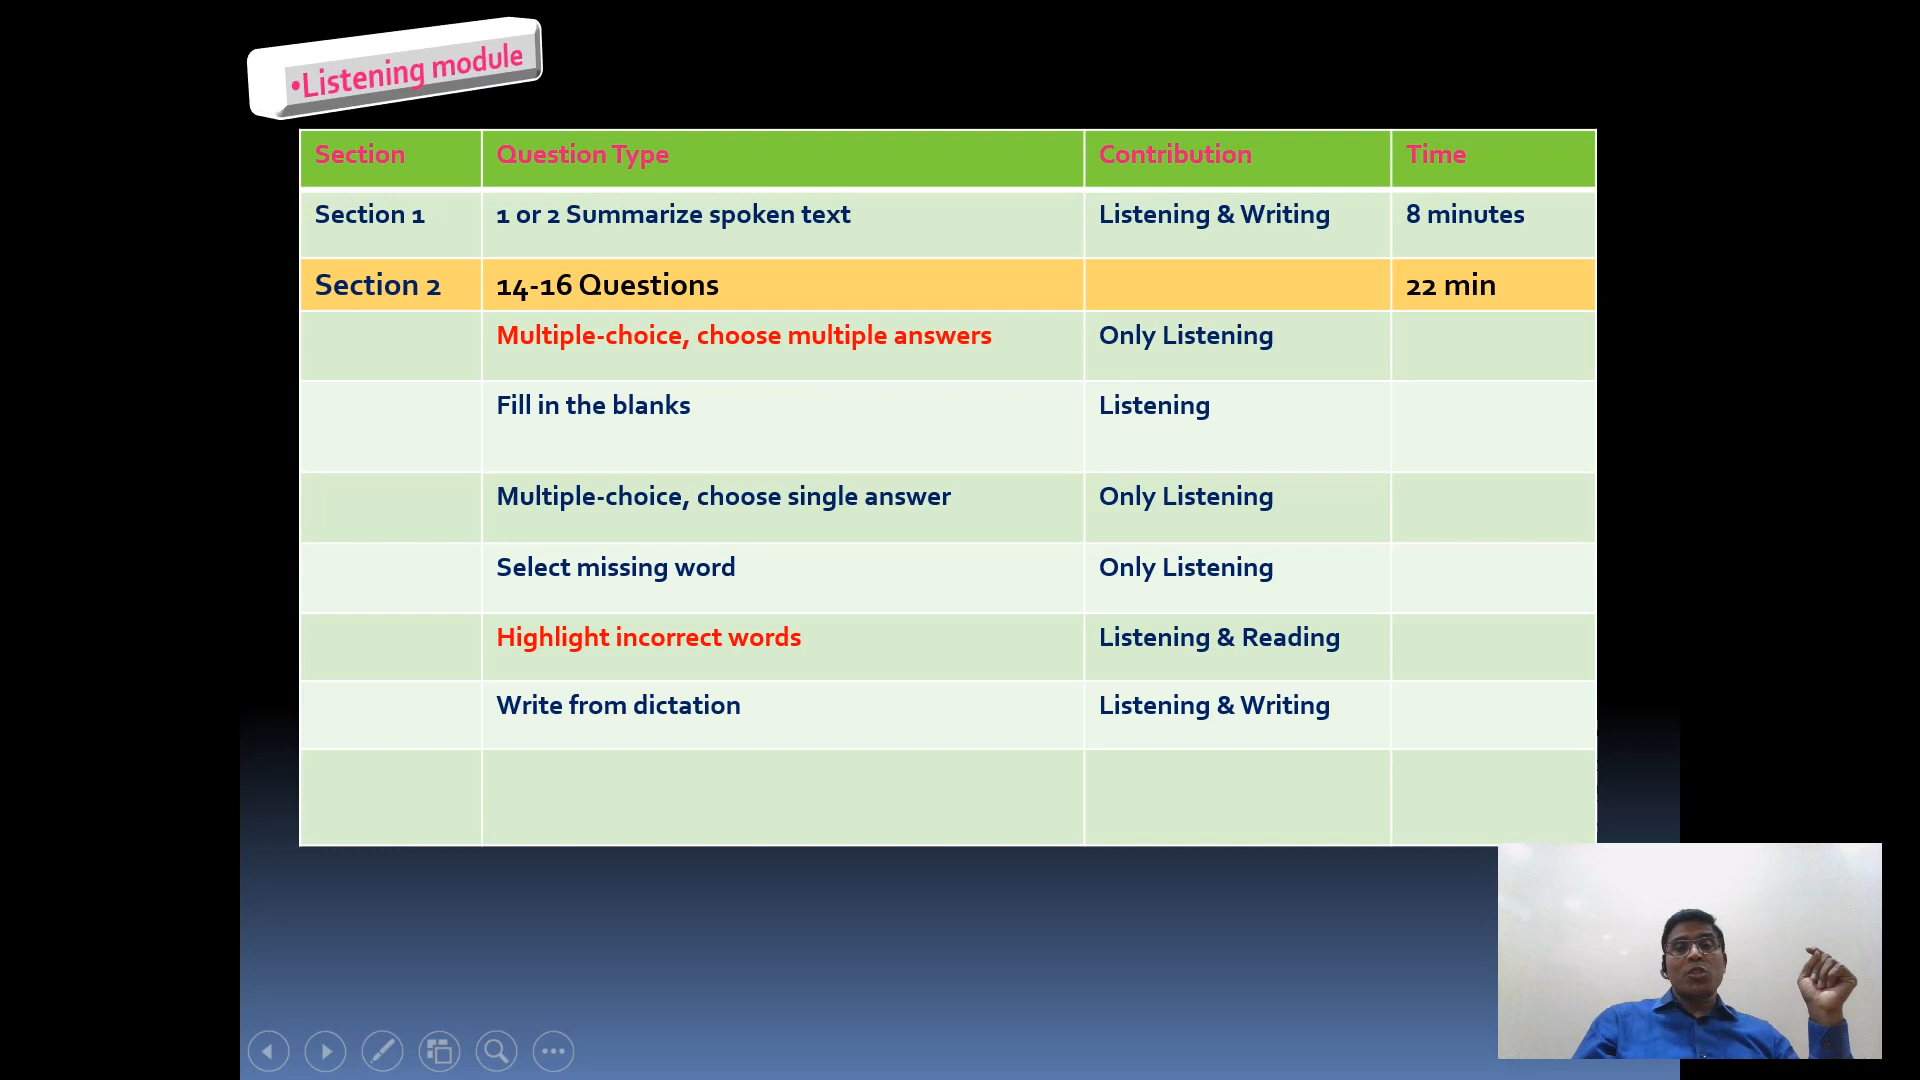 •Listening module
Section Question Type Contribution Time
Section 1 1 or 2 Summarize spoken text Listening & Writing 8 minutes
Section 2 14-16 Questions 22 min
Multiple-choice, choose multiple answers Only Listening
Fill in the blanks Listening
Multiple-choice, choose single answer Only Listening
Select missing word Only Listening
Highlight incorrect words Listening & Reading
Write from dictation Listening & Writing